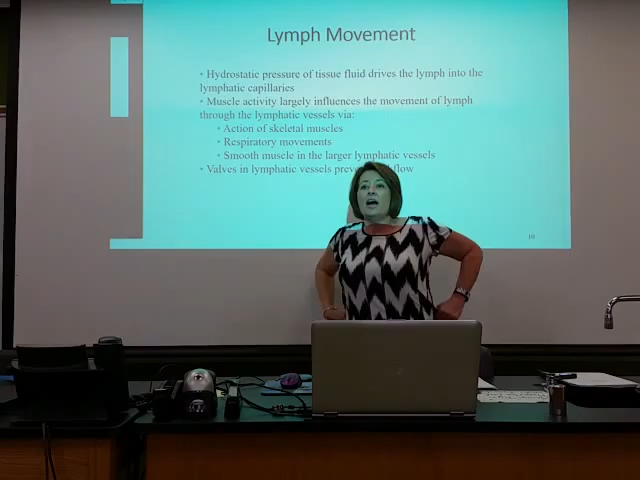 Lymph Movement
• Hydrostatic pressure of tissue fluid drives the lymph into the
lymphatic capillaries
• Muscle activity largely influences the movement of lymph
through the lymphatic vessels via:
• Action of skeletal muscles
• Respiratory movements
• Smooth muscle in the larger lymphatic vessels
• Valves in lymphatic vessels flow
10